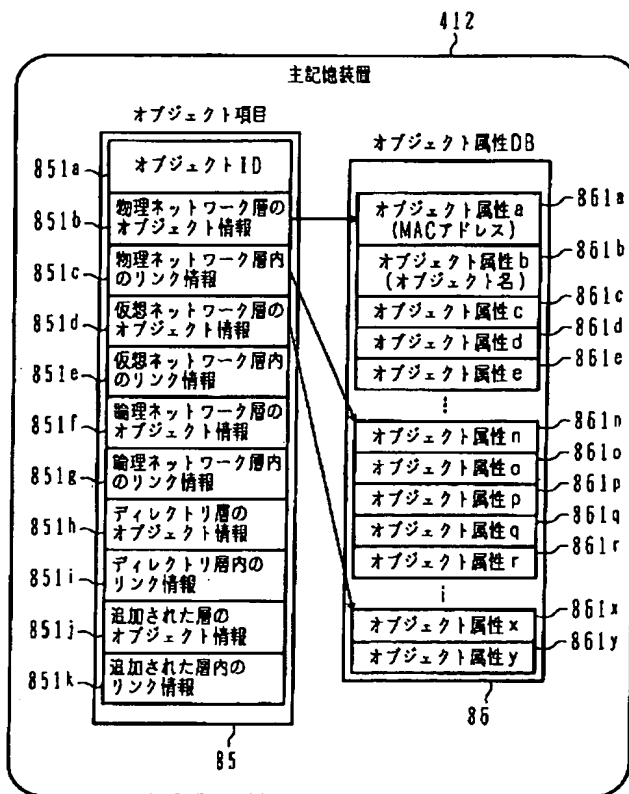 412
主記憶装置
オブジェクト項目
851a
オブジェクトID
851b
物理ネットワーク層の
オブジェクト情報
851c
物理ネットワーク層内
のリンク情報
851d
仮想ネットワーク層の
オブジェクト情報
851e
仮想ネットワーク層内
のリンク情報
851f
論理ネットワーク層の
オブジェクト情報
851g
論理ネットワーク層内
のリンク情報
851h
ディレクトリ層の
オブジェクト情報
851i
ディレクトリ層内の
リンク情報
851j
追加された層の
オブジェクト情報
851k
追加された層内の
リンク情報
85
オブジェクト属性DB
オブジェクト属性a
(MACアドレス)
861a
オブジェクト属性b
(オブジェクト名)
861b
オブジェクト属性c
861c
オブジェクト属性d
861d
オブジェクト属性e
861e
オブジェクト属性n
861n
オブジェクト属性o
861o
オブジェクト属性p
861p
オブジェクト属性q
861q
オブジェクト属性r
861r
オブジェクト属性x
861x
オブジェクト属性y
861y
86